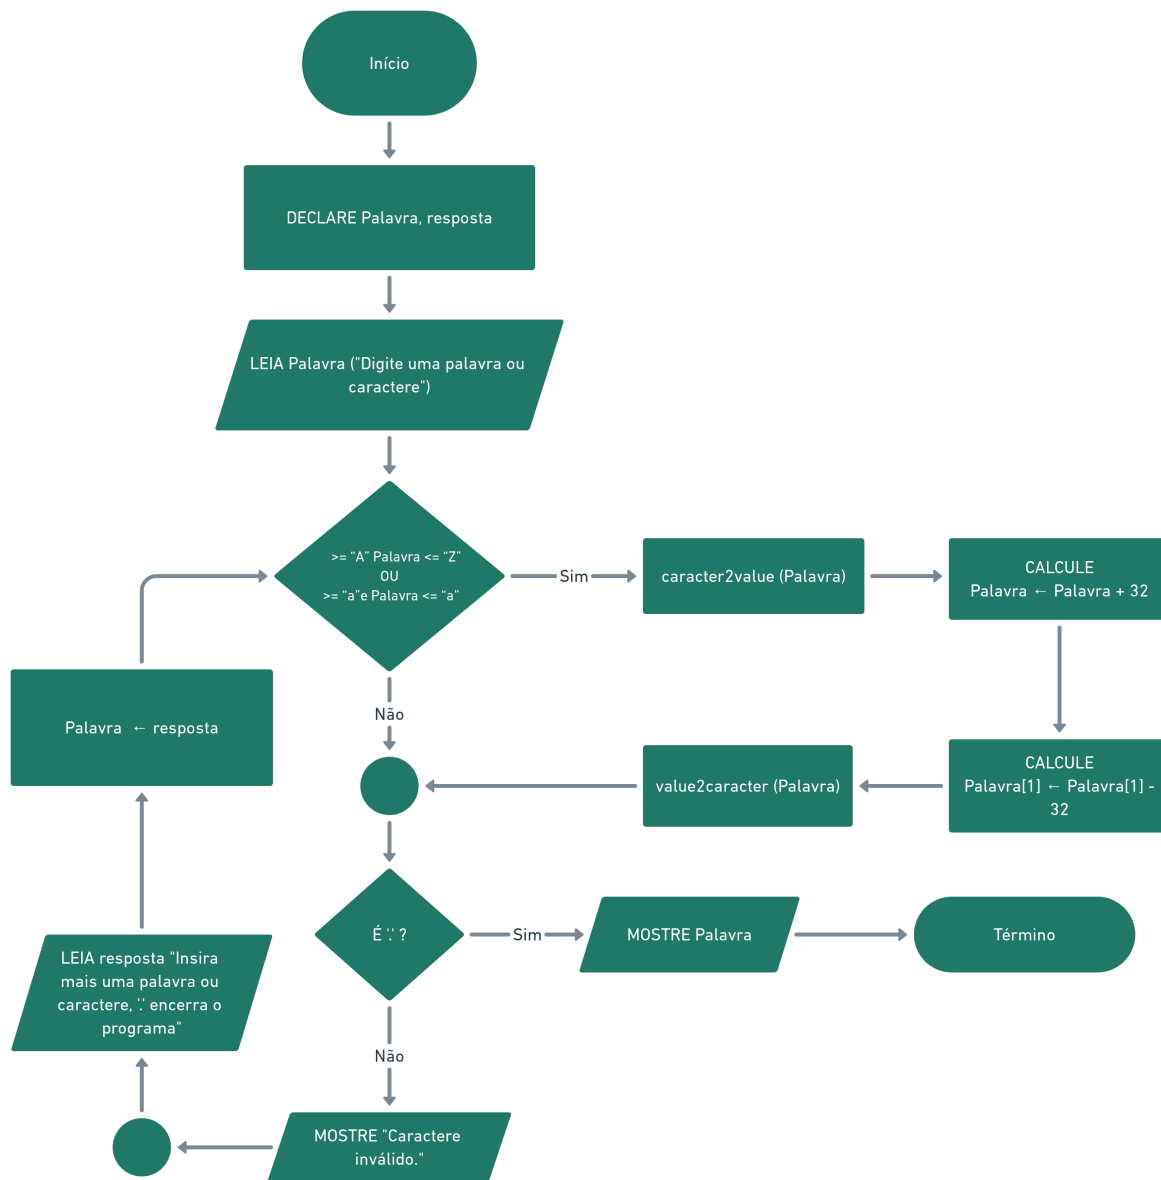 Início
DECLARE Palavra, resposta
LEIA Palavra ("Digite uma palavra ou
caractere")
>= “A” Palavra <= “Z”
OU
>= “a”e Palavra <= “a”
Sim
caracter2value (Palavra)
CALCULE
Palavra ← Palavra + 32
CALCULE
Palavra[1] ← Palavra[1] -
32
value2caracter (Palavra)
Não
Palavra ← resposta
É '.' ?
Sim
MOSTRE Palavra
Término
Não
MOSTRE "Caractere
inválido."
LEIA resposta "Insira
mais uma palavra ou
caractere, '.' encerra o
programa"